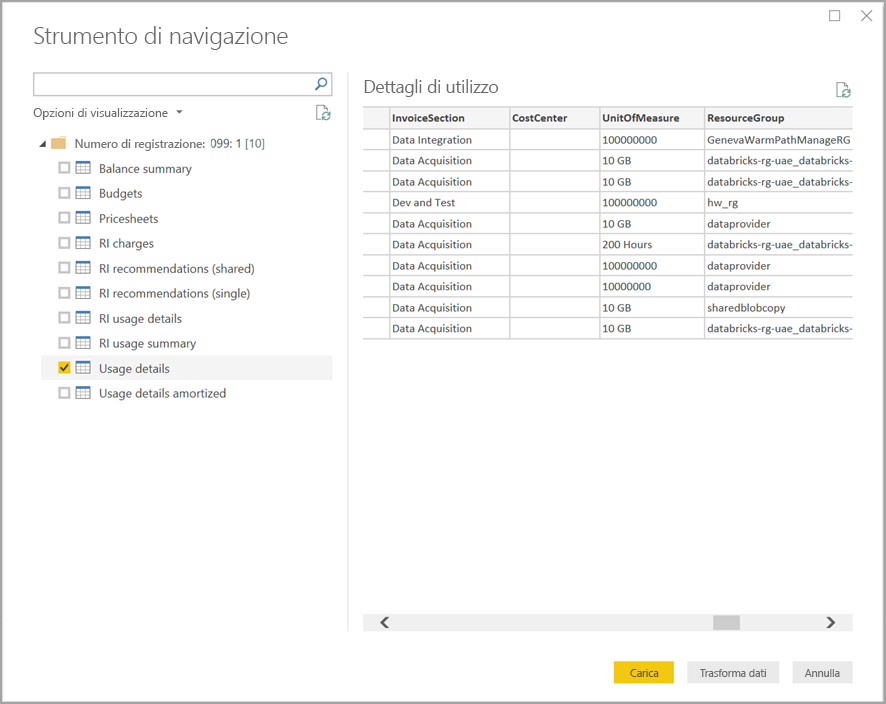 Strumento di navigazione
Opzioni di visualizzazione
Numero di registrazione: 099: 1 [10]
Balance summary
Budgets
Pricesheets
RI charges
RI recommendations (shared)
RI recommendations (single)
RI usage details
RI usage summary
Usage details
Usage details amortized
Dettagli di utilizzo
InvoiceSection CostCenter UnitOfMeasure ResourceGroup
Data Integration 100000000 GenevaWarmPathManageRG
Data Acquisition 10 GB databricks-rg-uae_databricks-
Data Acquisition 10 GB databricks-rg-uae_databricks-
Dev and Test 100000000 hw_rg
Data Acquisition 10 GB dataprovider
Data Acquisition 200 Hours databricks-rg-uae_databricks-
Data Acquisition 100000000 dataprovider
Data Acquisition 10000000 dataprovider
Data Acquisition 10 GB sharedblobcopy
Data Acquisition 10 GB databricks-rg-uae_databricks-
Carica Trasforma dati Annulla